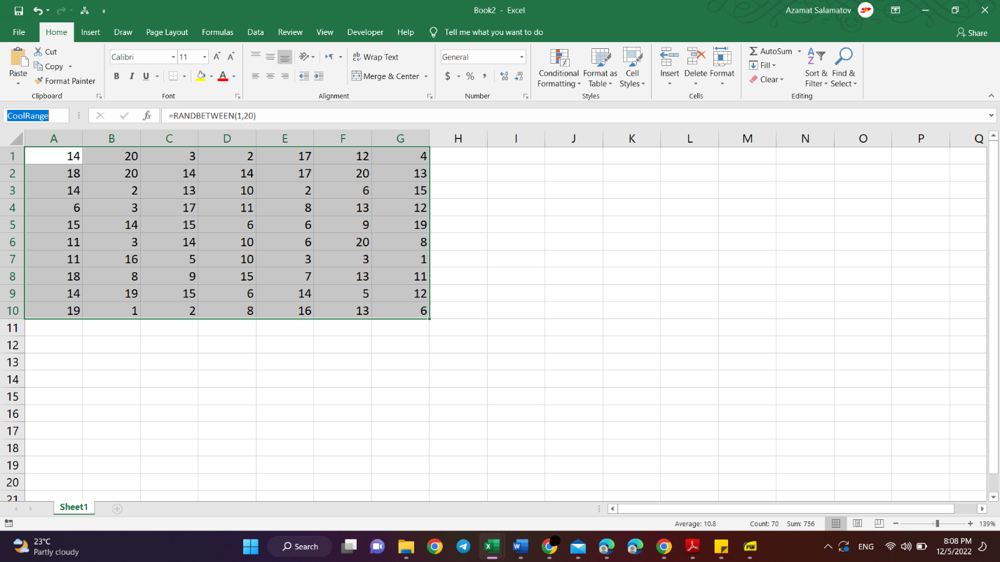 Book2 - Excel
Azamat Salamatov
File Home Insert Draw Page Layout Formulas Data Review View Developer Help Tell me what you want to do Share
Paste Cut Copy Format Painter
Calibri 11
B I U
ab Wrap Text
Merge & Center
General
$ % ,
Conditional Formatting
Format as Table
Cell Styles
Insert Delete Format
AutoSum
Fill
Clear
Sort & Filter
Find & Select
Clipboard Font Alignment Number Styles Cells Editing
CoolRange fx =RANDBETWEEN(1,20)
A B C D E F G H I J K L M N O P Q
1 14 20 3 2 17 12 4
2 18 20 14 14 17 20 13
3 14 2 13 10 2 6 15
4 6 3 17 11 8 13 12
5 15 14 15 6 6 9 19
6 11 3 14 10 6 20 8
7 11 16 5 10 3 3 1
8 18 8 9 15 7 13 11
9 14 19 15 6 14 5 12
10 19 1 2 8 16 13 6
11
12
13
14
15
16
17
18
19
20
21
Sheet1
Average: 10.8 Count: 70 Sum: 756 139%
23°C
Partly cloudy
Search
PDF
ENG
8:08 PM
12/5/2022